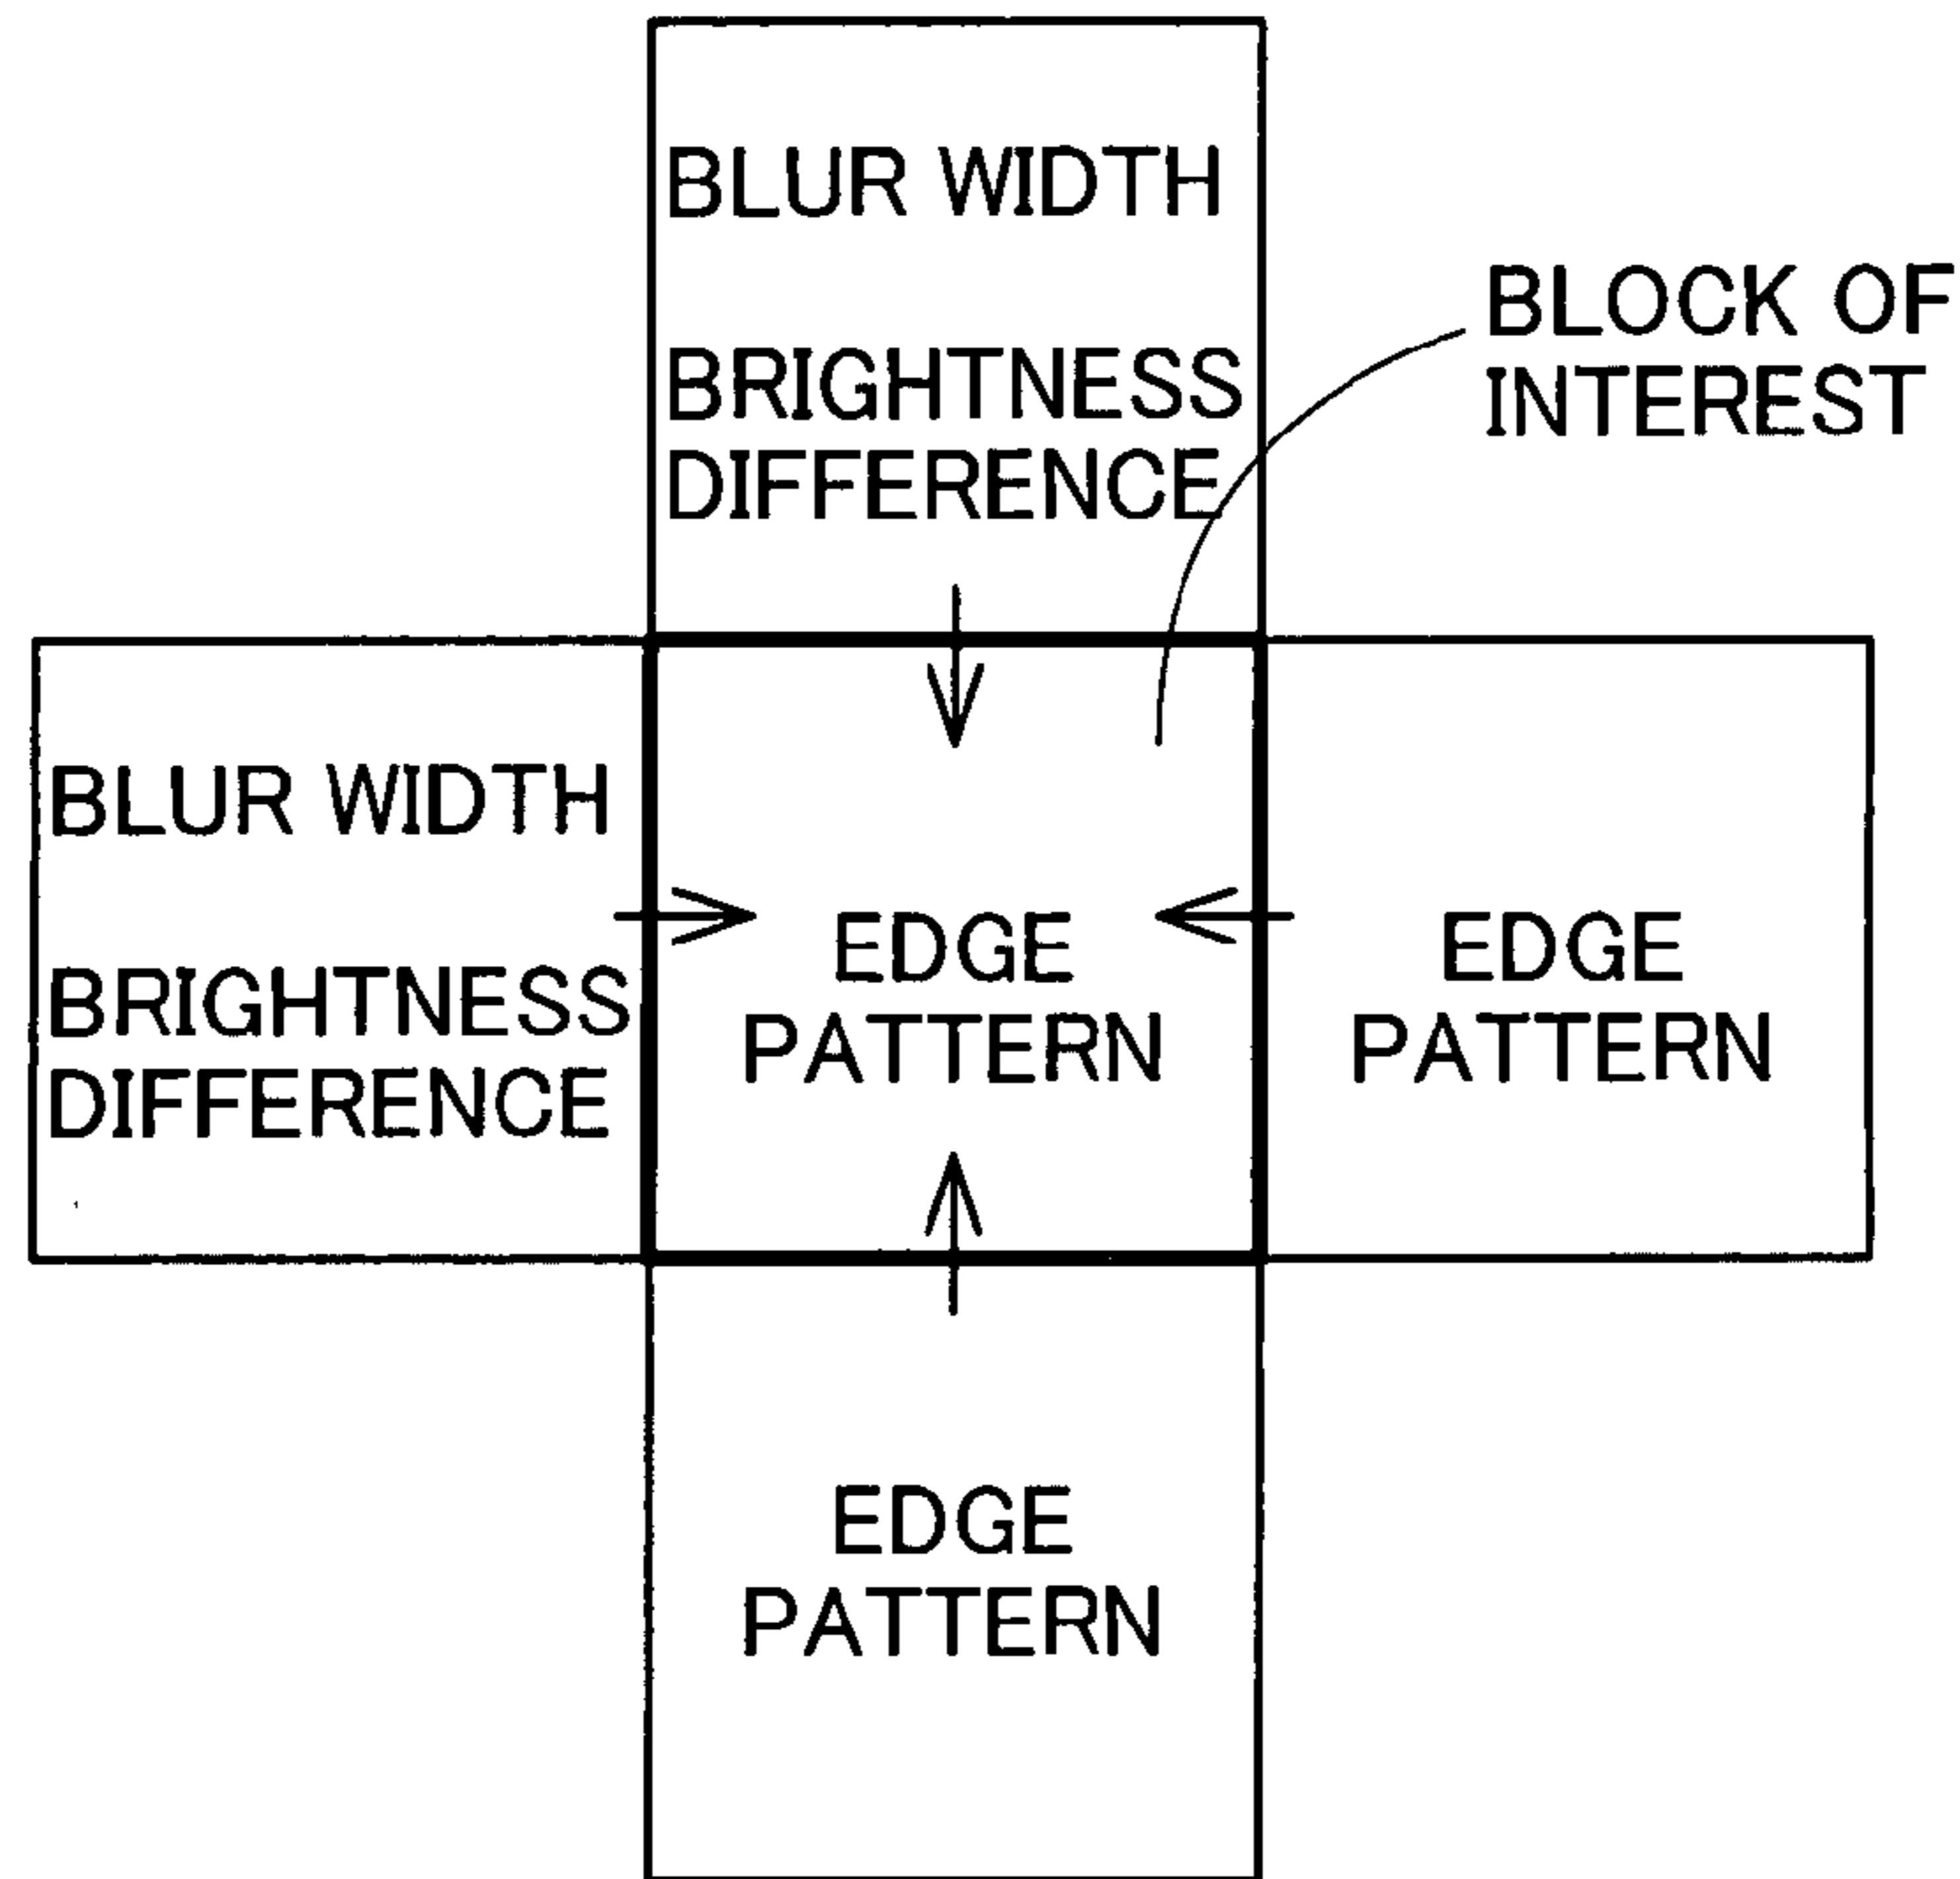 BLUR WIDTH
BRIGHTNESS
DIFFERENCE
BLOCK OF
INTEREST
BLUR WIDTH
BRIGHTNESS
DIFFERENCE
EDGE
PATTERN
EDGE
PATTERN
EDGE
PATTERN